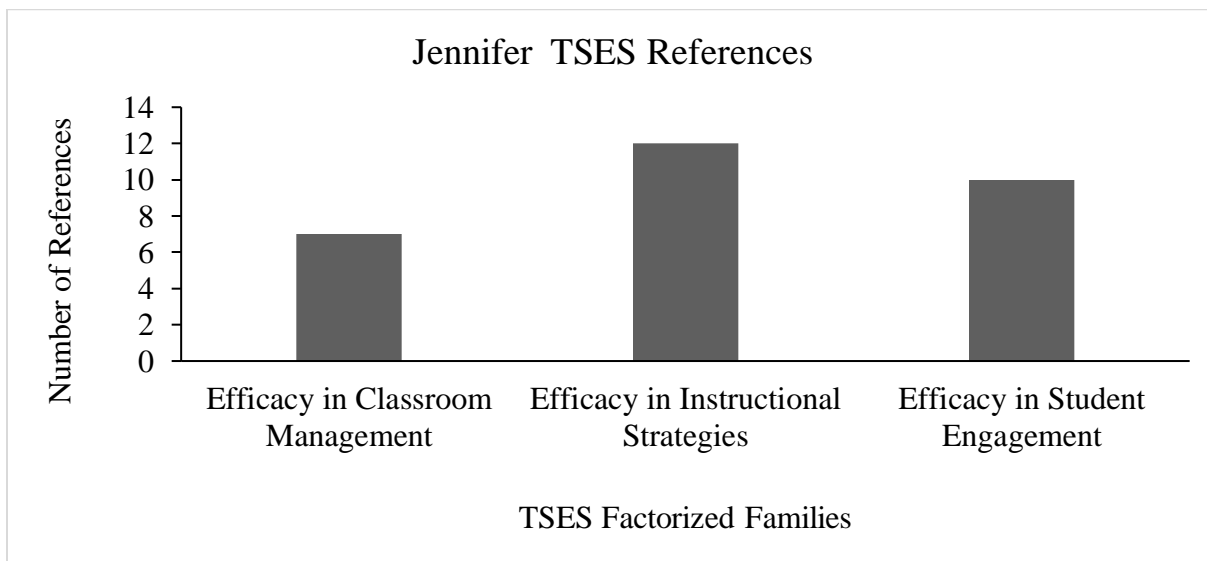 Jennifer  TSES References
Number of References
14
12
10
8
6
4
2
0
Efficacy in Classroom
Management
Efficacy in Instructional
Strategies
Efficacy in Student
Engagement
TSES Factorized Families